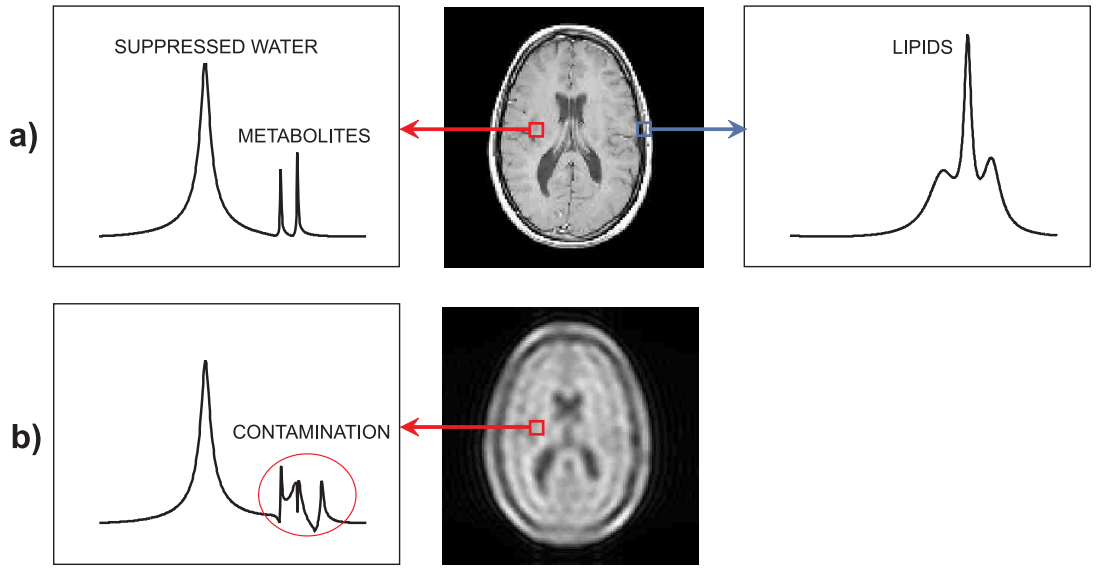 SUPPRESSED WATER
LIPIDS
a)
METABOLITES
b)
CONTAMINATION